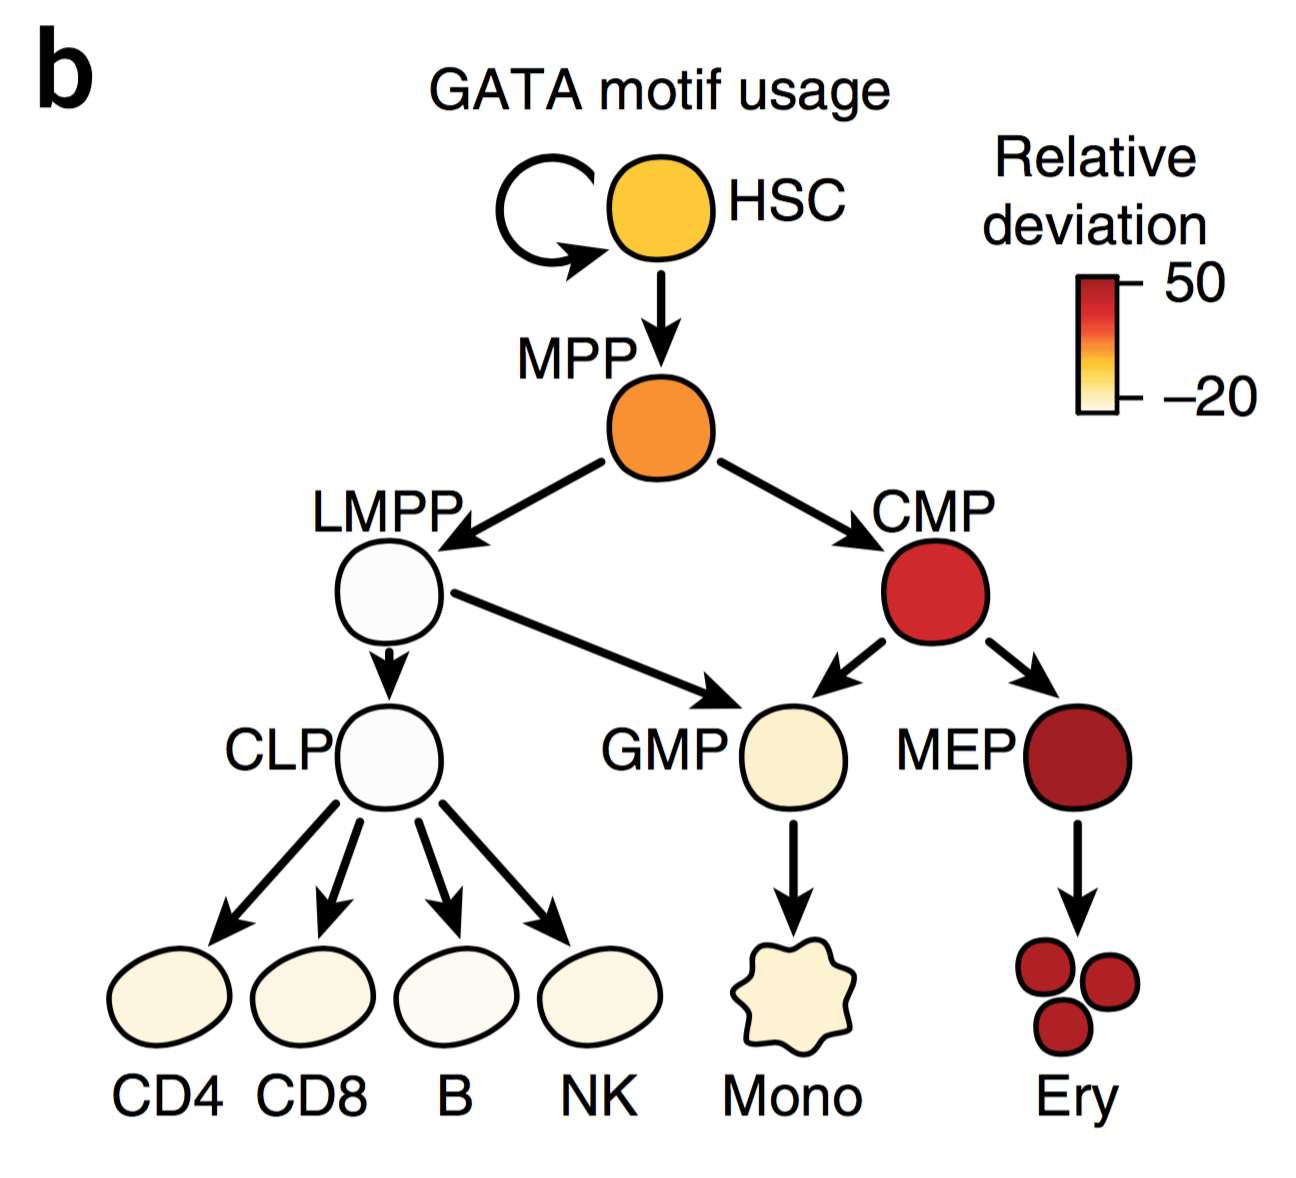 b
GATA motif usage
HSC
Relative
deviation
50
–20
MPP
LMPP
CMP
CLP
GMP
MEP
CD4
CD8
B
NK
Mono
Ery